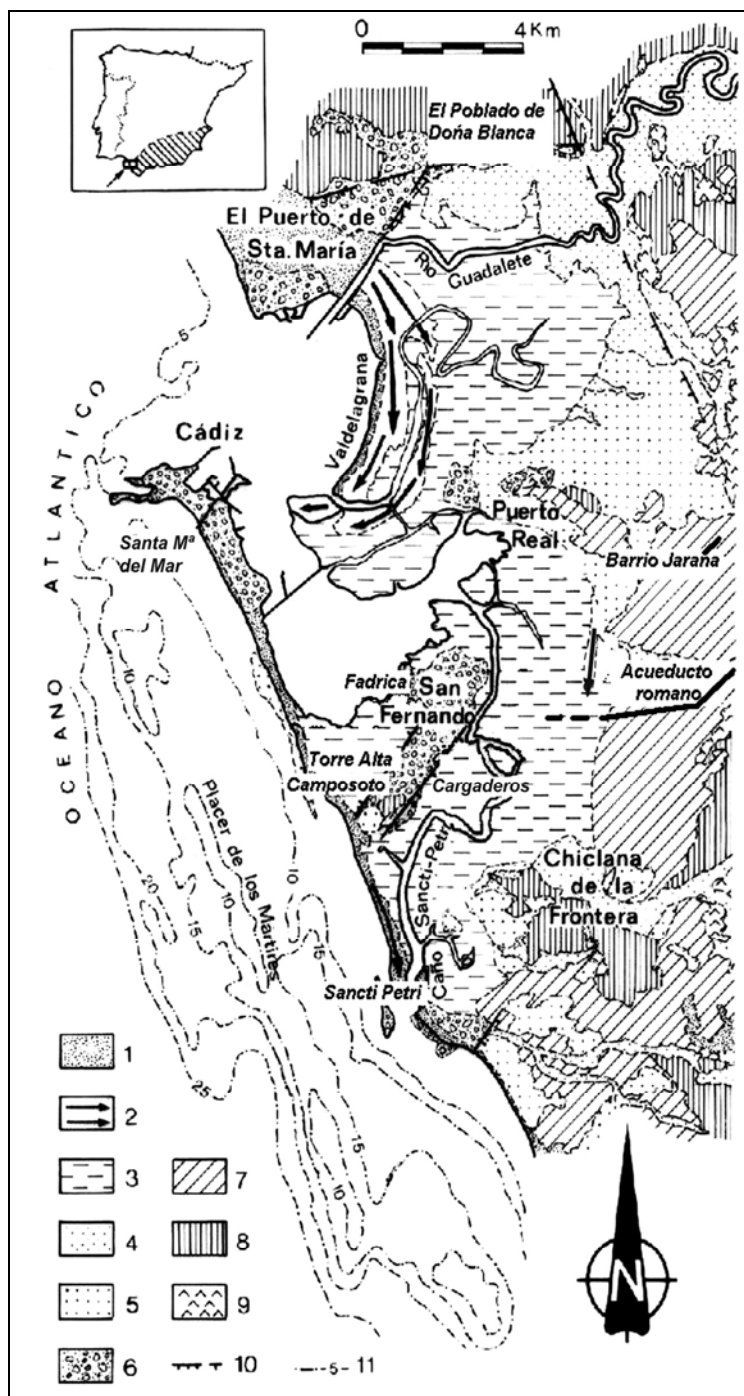 0 4 Km
El Poblado de
Doña Blanca
El Puerto de
Sta. María
Río Guadalete
5
Valdelagrana
Cádiz
OCEANO ATLANTICO
Santa Mª
del Mar
Puerto
Real
Barrio Jarana
10
Fadrica
San
Fernando
Acueducto
romano
Torre Alta
Camposoto
Cargaderos
Placer de los Martires
10
20
15
10
15
Sancti-Petri
Caño
Chiclana
de la
Frontera
Sancti Petri
25
15
10
1
2
3
4
5
6
7
8
9
10
5 11
N